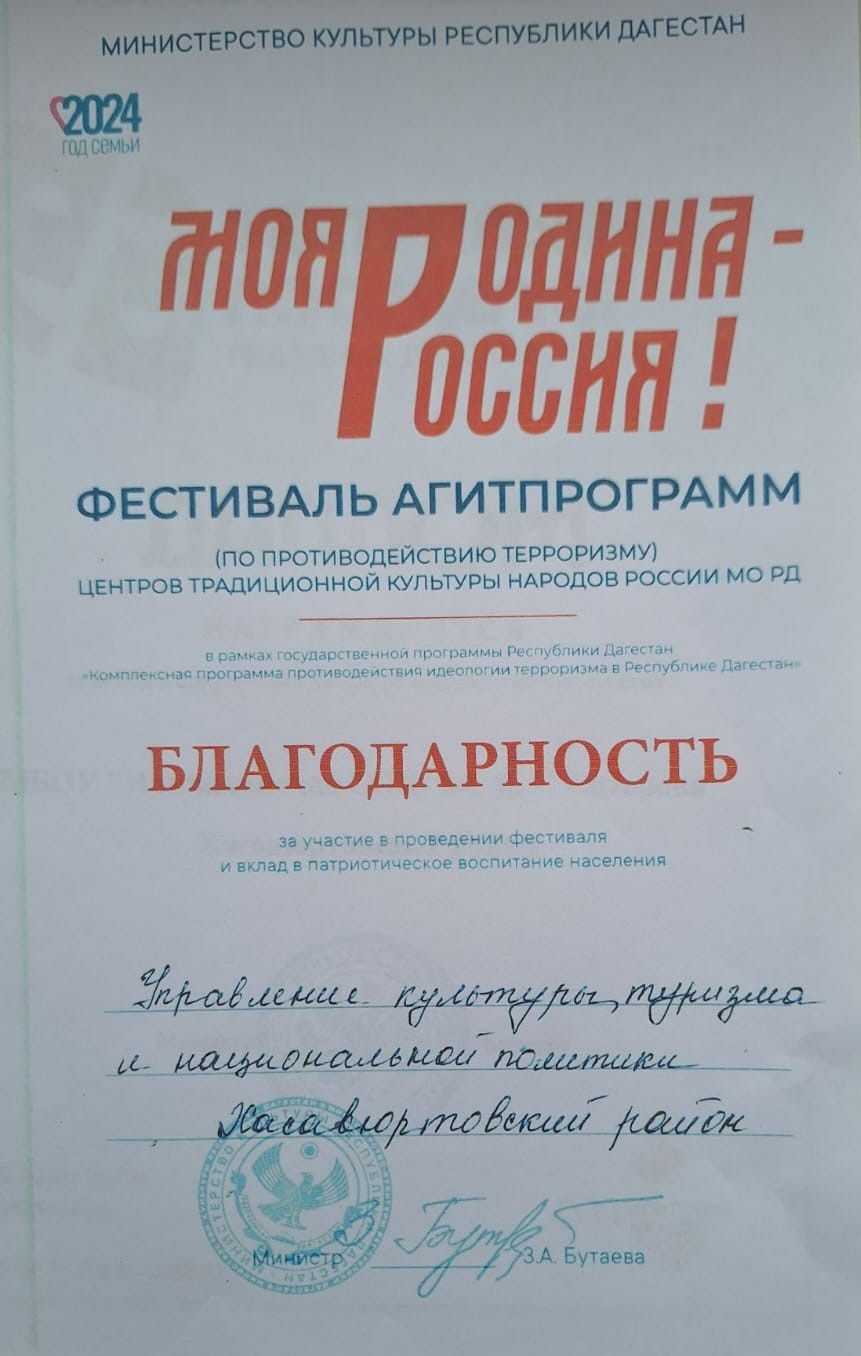 МИНИСТЕРСТВО КУЛЬТУРЫ РЕСПУБЛИКИ ДАГЕСТАН
2024
ГОД СЕМЬИ
МОЯ РОДИНА -
РОССИЯ!
ФЕСТИВАЛЬ АГИТПРОГРАММ
(ПО ПРОТИВОДЕЙСТВИЮ ТЕРРОРИЗМУ)
ЦЕНТРОВ ТРАДИЦИОННОЙ КУЛЬТУРЫ НАРОДОВ РОССИИ МО РД
в рамках государственной программы Республики Дагестан
«Комплексная программа противодействия идеологии терроризма в Республике Дагестан»
БЛАГОДАРНОСТЬ
за участие в проведении фестиваля
и вклад в патриотическое воспитание населения
Управление культуры, туризма
и национальной политики
Хасавюртовский район
Министр З.А. Бутаева